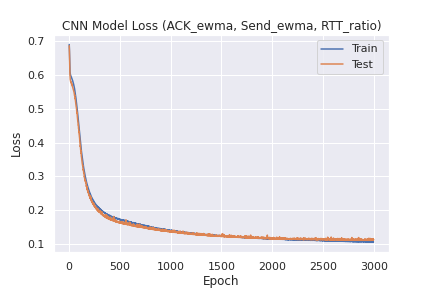 CNN Model Loss (ACK_ewma, Send_ewma, RTT_ratio)
Train
Test
0.7
0.6
0.5
0.4
0.3
0.2
0.1
Loss
0 500 1000 1500 2000 2500 3000
Epoch